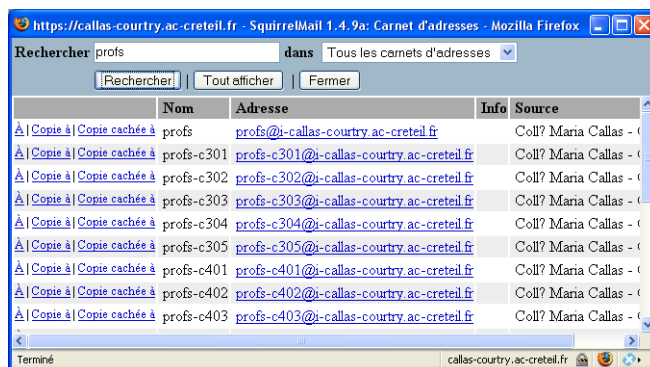 https://callas-courtry.ac-creteil.fr - SquirrelMail 1.4.9a: Carnet d'adresses - Mozilla Firefox
Rechercher profs dans Tous les carnets d'adresses
Rechercher | Tout afficher | Fermer
Nom Adresse Info Source
À | Copie à | Copie cachée à profs profs@i-callas-courtry.ac-creteil.fr Coll? Maria Callas -
À | Copie à | Copie cachée à profs-c301 profs-c301@i-callas-courtry.ac-creteil.fr Coll? Maria Callas -
À | Copie à | Copie cachée à profs-c302 profs-c302@i-callas-courtry.ac-creteil.fr Coll? Maria Callas -
À | Copie à | Copie cachée à profs-c303 profs-c303@i-callas-courtry.ac-creteil.fr Coll? Maria Callas -
À | Copie à | Copie cachée à profs-c304 profs-c304@i-callas-courtry.ac-creteil.fr Coll? Maria Callas -
À | Copie à | Copie cachée à profs-c305 profs-c305@i-callas-courtry.ac-creteil.fr Coll? Maria Callas -
À | Copie à | Copie cachée à profs-c401 profs-c401@i-callas-courtry.ac-creteil.fr Coll? Maria Callas -
À | Copie à | Copie cachée à profs-c402 profs-c402@i-callas-courtry.ac-creteil.fr Coll? Maria Callas -
À | Copie à | Copie cachée à profs-c403 profs-c403@i-callas-courtry.ac-creteil.fr Coll? Maria Callas -
Terminé callas-courtry.ac-creteil.fr